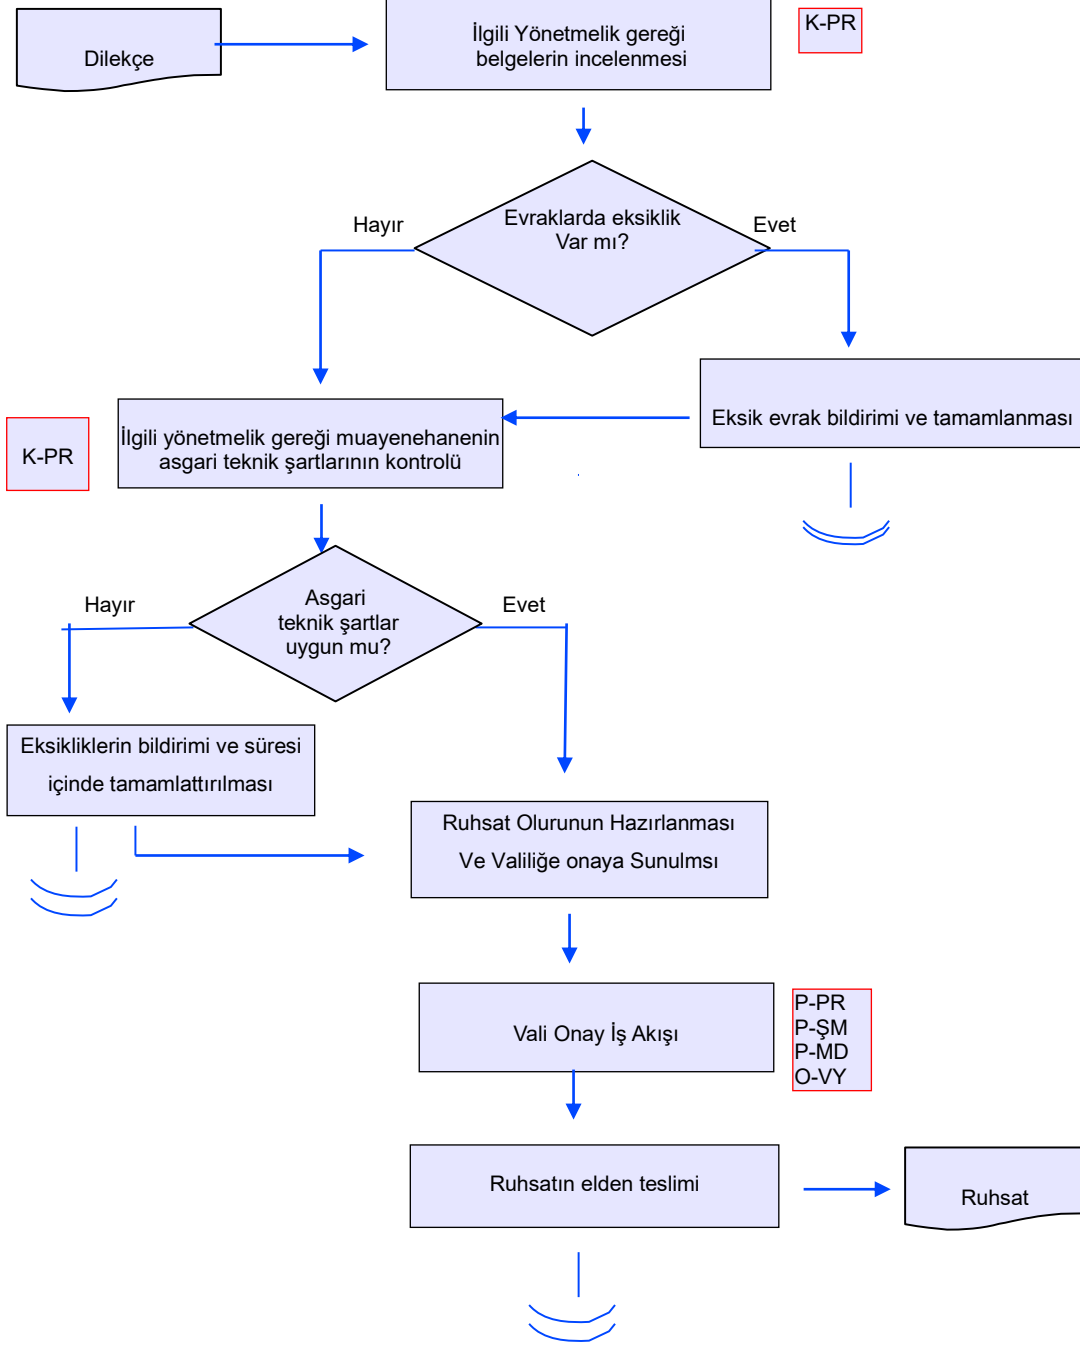 Dilekçe
İlgili Yönetmelik gereği
belgelerin incelenmesi
K-PR
Evraklarda eksiklik
Var mı?
Hayır
Evet
Eksik evrak bildirimi ve tamamlanması
K-PR
İlgili yönetmelik gereği muayenehanenin
asgari teknik şartlarının kontrolü
Asgari
teknik şartlar
uygun mu?
Hayır
Evet
Eksikliklerin bildirimi ve süresi
içinde tamamlattırılması
Ruhsat Olurunun Hazırlanması
Ve Valiliğe onaya Sunulmsı
Vali Onay İş Akışı
P-PR
P-ŞM
P-MD
O-VY
Ruhsatın elden teslimi
Ruhsat